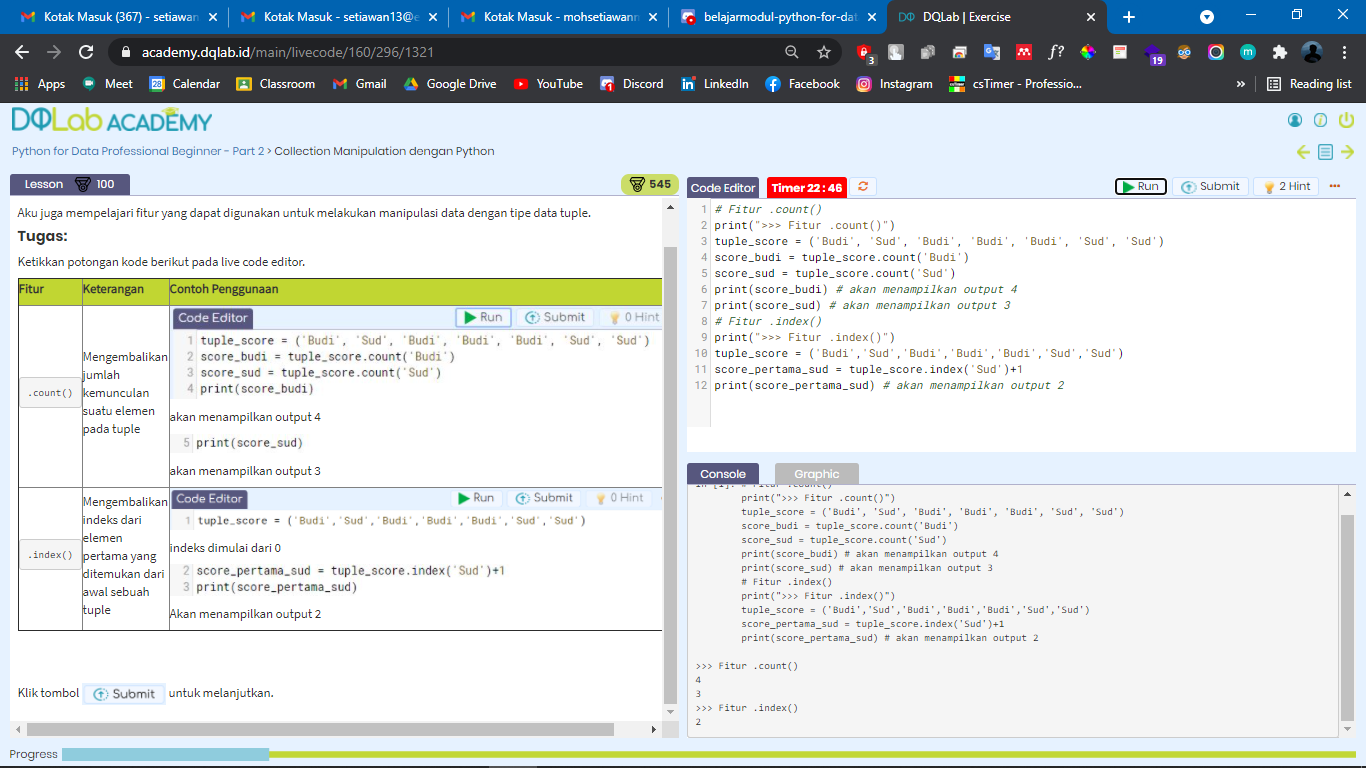 Kotak Masuk (367) - setiawan
Kotak Masuk - setiawan13@e
Kotak Masuk - mohsetiawann
belajarmodul-python-for-dat
DQLab | Exercise
academy.dqlab.id/main/livecode/160/296/1321
3
f?
19
Apps
Meet
28
Calendar
Classroom
Gmail
Google Drive
YouTube
Discord
LinkedIn
Facebook
Instagram
csTimer - Professio...
»
Reading list
DQLab ACADEMY
Python for Data Professional Beginner - Part 2 > Collection Manipulation dengan Python
Lesson 100
545
Aku juga mempelajari fitur yang dapat digunakan untuk melakukan manipulasi data dengan tipe data tuple.
Tugas:
Ketikkan potongan kode berikut pada live code editor.
Fitur Keterangan Contoh Penggunaan
.count()
Mengembalikan
jumlah
kemunculan
suatu elemen
pada tuple
Code Editor Run Submit 0 Hint
1 tuple_score = ('Budi', 'Sud', 'Budi', 'Budi', 'Budi', 'Sud', 'Sud')
2 score_budi = tuple_score.count('Budi')
3 score_sud = tuple_score.count('Sud')
4 print(score_budi)
akan menampilkan output 4
5 print(score_sud)
akan menampilkan output 3
.index()
Mengembalikan
indeks dari
elemen
pertama yang
ditemukan dari
awal sebuah
tuple
Code Editor Run Submit 0 Hint
1 tuple_score = ('Budi','Sud','Budi','Budi','Budi','Sud','Sud')
indeks dimulai dari 0
2 score_pertama_sud = tuple_score.index('Sud')+1
3 print(score_pertama_sud)
Akan menampilkan output 2
Klik tombol Submit untuk melanjutkan.
Code Editor Timer 22 : 46 Run Submit 2 Hint
1 # Fitur .count()
2 print(">>> Fitur .count()")
3 tuple_score = ('Budi', 'Sud', 'Budi', 'Budi', 'Budi', 'Sud', 'Sud')
4 score_budi = tuple_score.count('Budi')
5 score_sud = tuple_score.count('Sud')
6 print(score_budi) # akan menampilkan output 4
7 print(score_sud) # akan menampilkan output 3
8 # Fitur .index()
9 print(">>> Fitur .index()")
10 tuple_score = ('Budi','Sud','Budi','Budi','Budi','Sud','Sud')
11 score_pertama_sud = tuple_score.index('Sud')+1
12 print(score_pertama_sud) # akan menampilkan output 2
Console Graphic
In [1]: # Fitur .count()
print(">>> Fitur .count()")
tuple_score = ('Budi', 'Sud', 'Budi', 'Budi', 'Budi', 'Sud', 'Sud')
score_budi = tuple_score.count('Budi')
score_sud = tuple_score.count('Sud')
print(score_budi) # akan menampilkan output 4
print(score_sud) # akan menampilkan output 3
# Fitur .index()
print(">>> Fitur .index()")
tuple_score = ('Budi','Sud','Budi','Budi','Budi','Sud','Sud')
score_pertama_sud = tuple_score.index('Sud')+1
print(score_pertama_sud) # akan menampilkan output 2
>>> Fitur .count()
4
3
>>> Fitur .index()
2
Progress